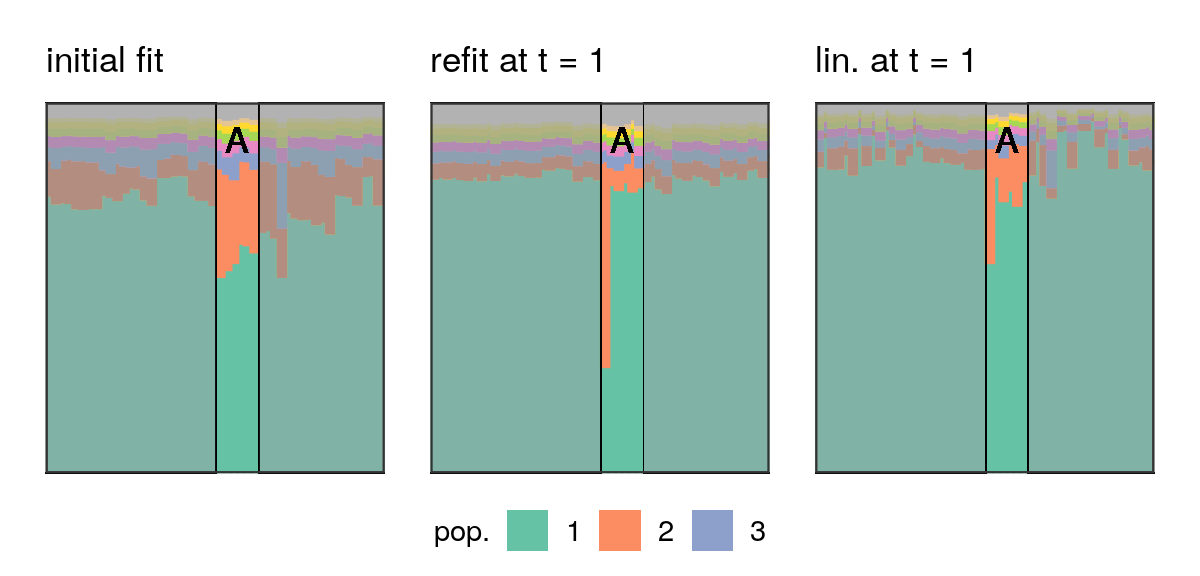 initial fit
refit at t = 1
lin. at t = 1
A
A
A
pop. 1 2 3